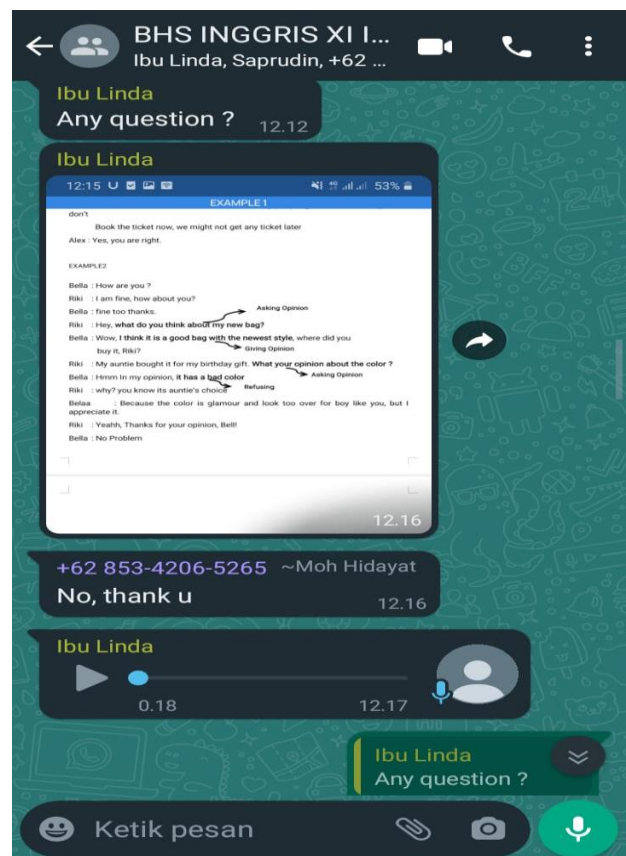 BHS INGGRIS XI I...
Ibu Linda, Saprudin, +62 ...
Ibu Linda
Any question ? 12.12
Ibu Linda
12:15 53%
EXAMPLE 1
don't
Book the ticket now, we might not get any ticket later
Alex : Yes, you are right.
EXAMPLE2
Bella : How are you ?
Riki : I am fine, how about you?
Bella : fine too thanks.
Asking Opinion
Riki : Hey, what do you think about my new bag?
Bella : Wow, I think it is a good bag with the newest style, where did you
buy it, Riki?
Giving Opinion
Riki : My auntie bought it for my birthday gift. What your opinion about the color ?
Bella : Hmm In my opinion, it has a bad color
Asking Opinion
Riki : why? you know its auntie's choice
Refusing
Belaa : Because the color is glamour and look too over for boy like you, but I
appreciate it.
Riki : Yeahh, Thanks for your opinion, Bell!
Bella : No Problem
12.16
+62 853-4206-5265 ~Moh Hidayat
No, thank u 12.16
Ibu Linda
0.18 12.17
Ibu Linda
Any question ?
Ketik pesan